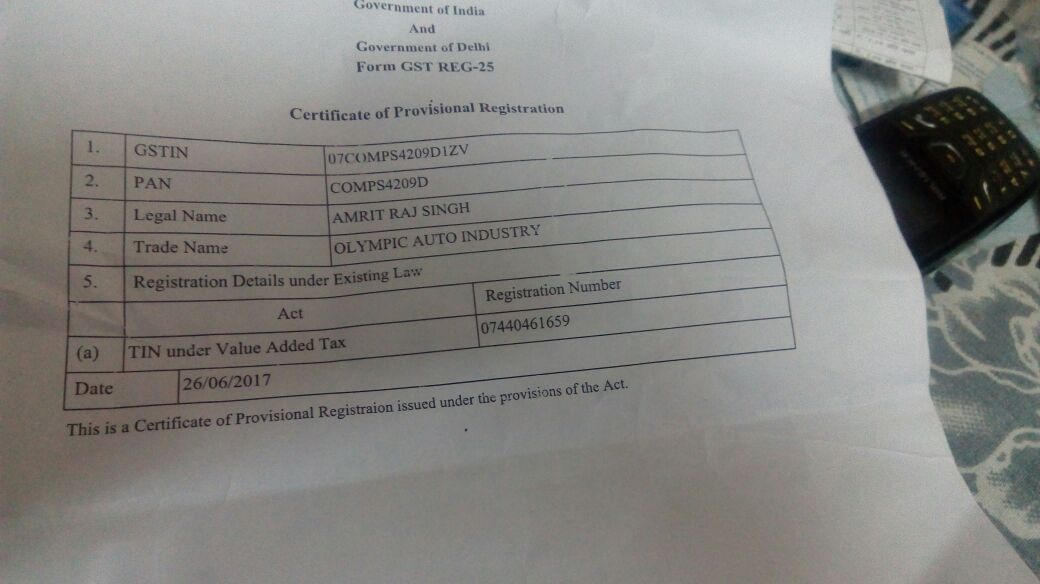 Government of India
And
Government of Delhi
Form GST REG-25
Certificate of Provisional Registration
1. GSTIN 07COMPS4209D1ZV
2. PAN COMPS4209D
3. Legal Name AMRIT RAJ SINGH
4. Trade Name OLYMPIC AUTO INDUSTRY
5. Registration Details under Existing Law
Act Registration Number
(a) TIN under Value Added Tax 07440461659
Date 26/06/2017
This is a Certificate of Provisional Registraion issued under the provisions of the Act.